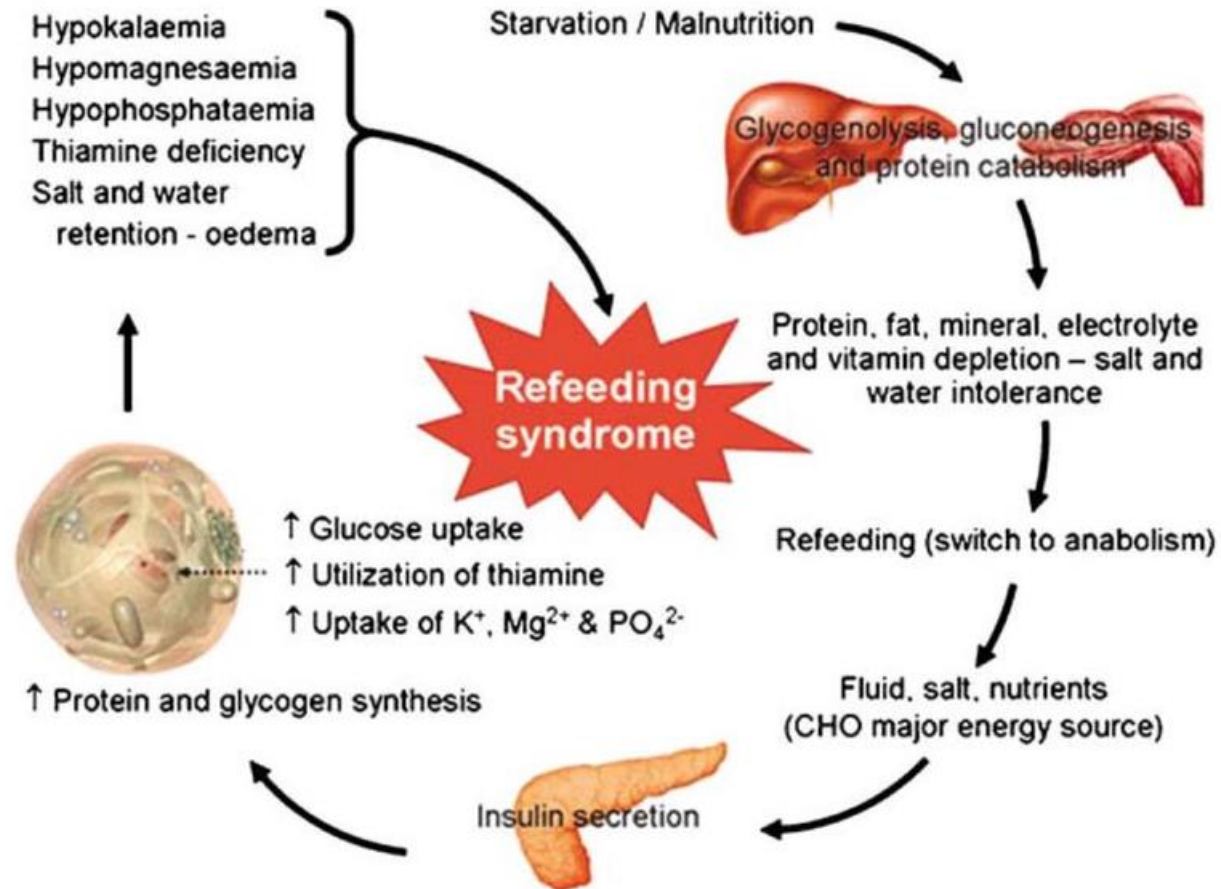 Starvation / Malnutrition
Glycogenolysis, gluconeogenesis
and protein catabolism
Protein, fat, mineral, electrolyte
and vitamin depletion – salt and
water intolerance
Refeeding (switch to anabolism)
Fluid, salt, nutrients
(CHO major energy source)
Insulin secretion
↑ Protein and glycogen synthesis
↑ Glucose uptake
↑ Utilization of thiamine
↑ Uptake of K⁺, Mg²⁺ & PO₄²⁻
Hypokalaemia
Hypomagnesaemia
Hypophosphataemia
Thiamine deficiency
Salt and water
retention - oedema
Refeeding
syndrome